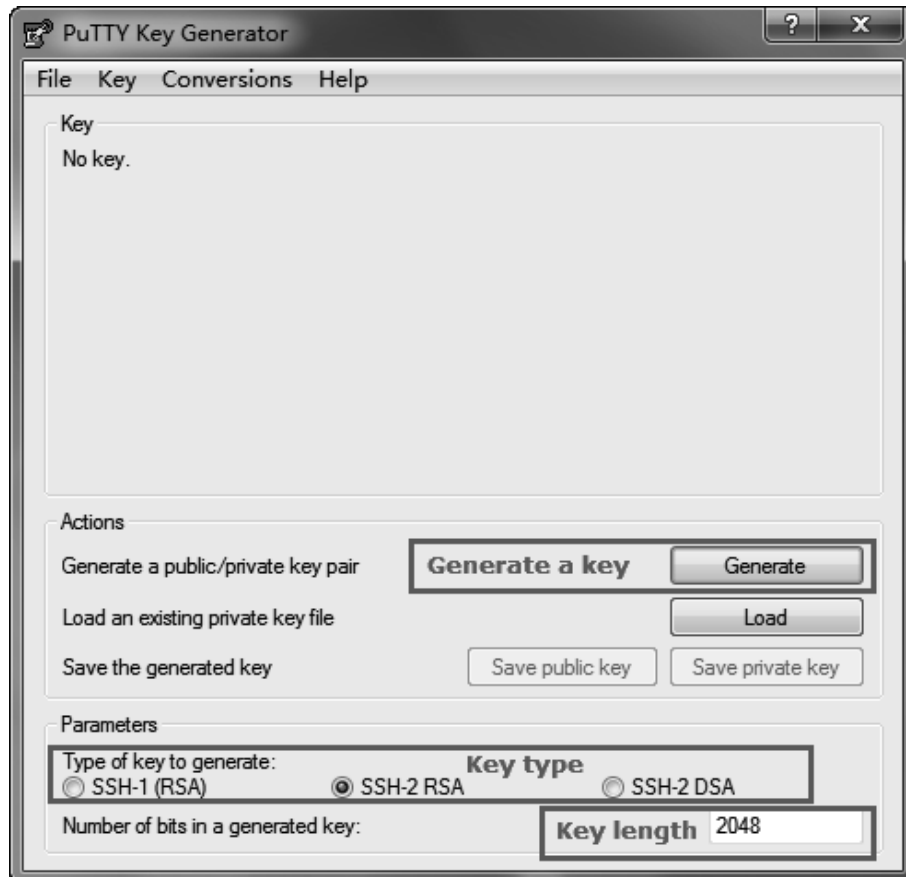 PuTTY Key Generator
? X
File Key Conversions Help
Key
No key.
Actions
Generate a public/private key pair Generate a key Generate
Load an existing private key file Load
Save the generated key Save public key Save private key
Parameters
Type of key to generate: Key type
SSH-1 (RSA) SSH-2 RSA SSH-2 DSA
Number of bits in a generated key: Key length 2048